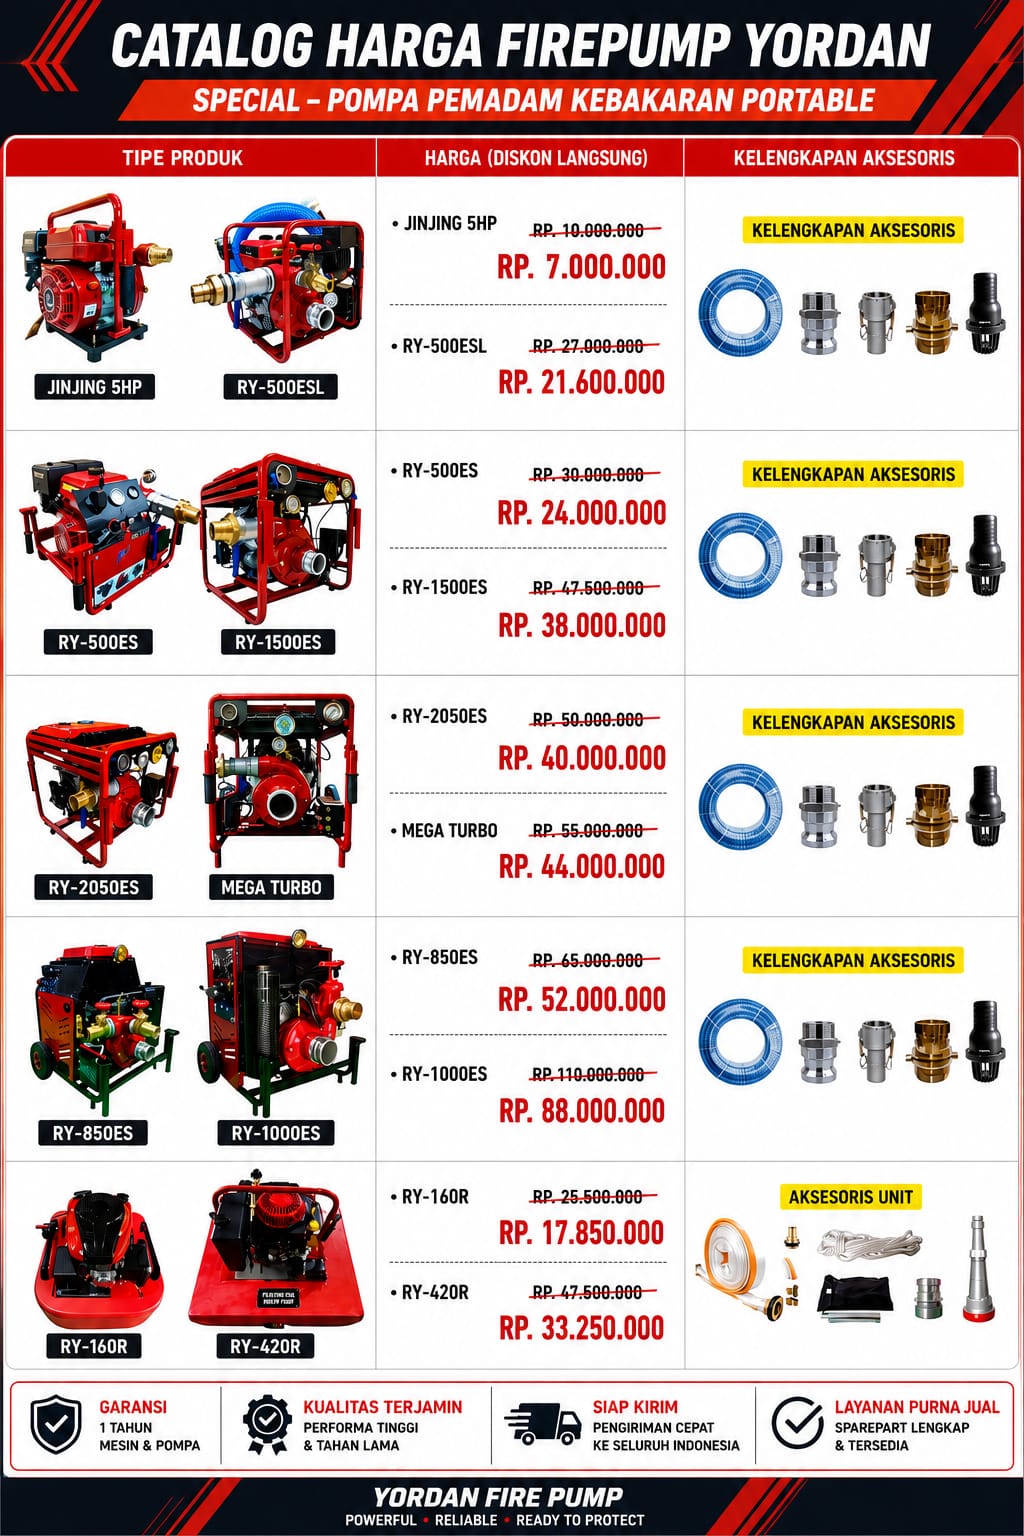 CATALOG HARGA FIREPUMP YORDAN
SPECIAL – POMPA PEMADAM KEBAKARAN PORTABLE
TIPE PRODUK
HARGA (DISKON LANGSUNG)
KELENGKAPAN AKSESORIS
JINJING 5HP
RY-500ESL
• JINJING 5HP
RP. 10.000.000
RP. 7.000.000
• RY-500ESL
RP. 27.000.000
RP. 21.600.000
KELENGKAPAN AKSESORIS
RY-500ES
RY-1500ES
• RY-500ES
RP. 30.000.000
RP. 24.000.000
• RY-1500ES
RP. 47.500.000
RP. 38.000.000
KELENGKAPAN AKSESORIS
RY-2050ES
MEGA TURBO
• RY-2050ES
RP. 50.000.000
RP. 40.000.000
• MEGA TURBO
RP. 55.000.000
RP. 44.000.000
KELENGKAPAN AKSESORIS
RY-850ES
RY-1000ES
• RY-850ES
RP. 65.000.000
RP. 52.000.000
• RY-1000ES
RP. 110.000.000
RP. 88.000.000
KELENGKAPAN AKSESORIS
RY-160R
RY-420R
• RY-160R
RP. 25.500.000
RP. 17.850.000
• RY-420R
RP. 47.500.000
RP. 33.250.000
AKSESORIS UNIT
GARANSI
1 TAHUN
MESIN & POMPA
KUALITAS TERJAMIN
PERFORMA TINGGI
& TAHAN LAMA
SIAP KIRIM
PENGIRIMAN CEPAT
KE SELURUH INDONESIA
LAYANAN PURNA JUAL
SPAREPART LENGKAP
& TERSEDIA
YORDAN FIRE PUMP
POWERFUL • RELIABLE • READY TO PROTECT